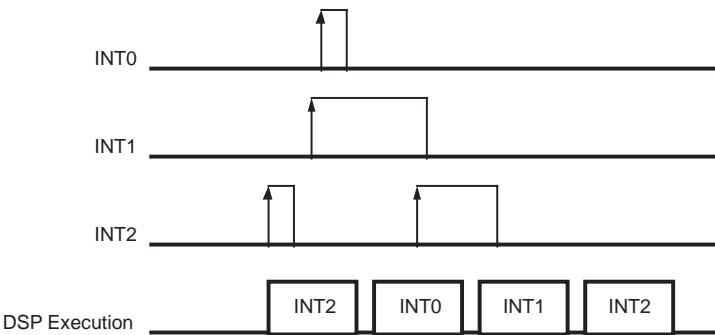 INT0
INT1
INT2
DSP Execution INT2 INT0 INT1 INT2